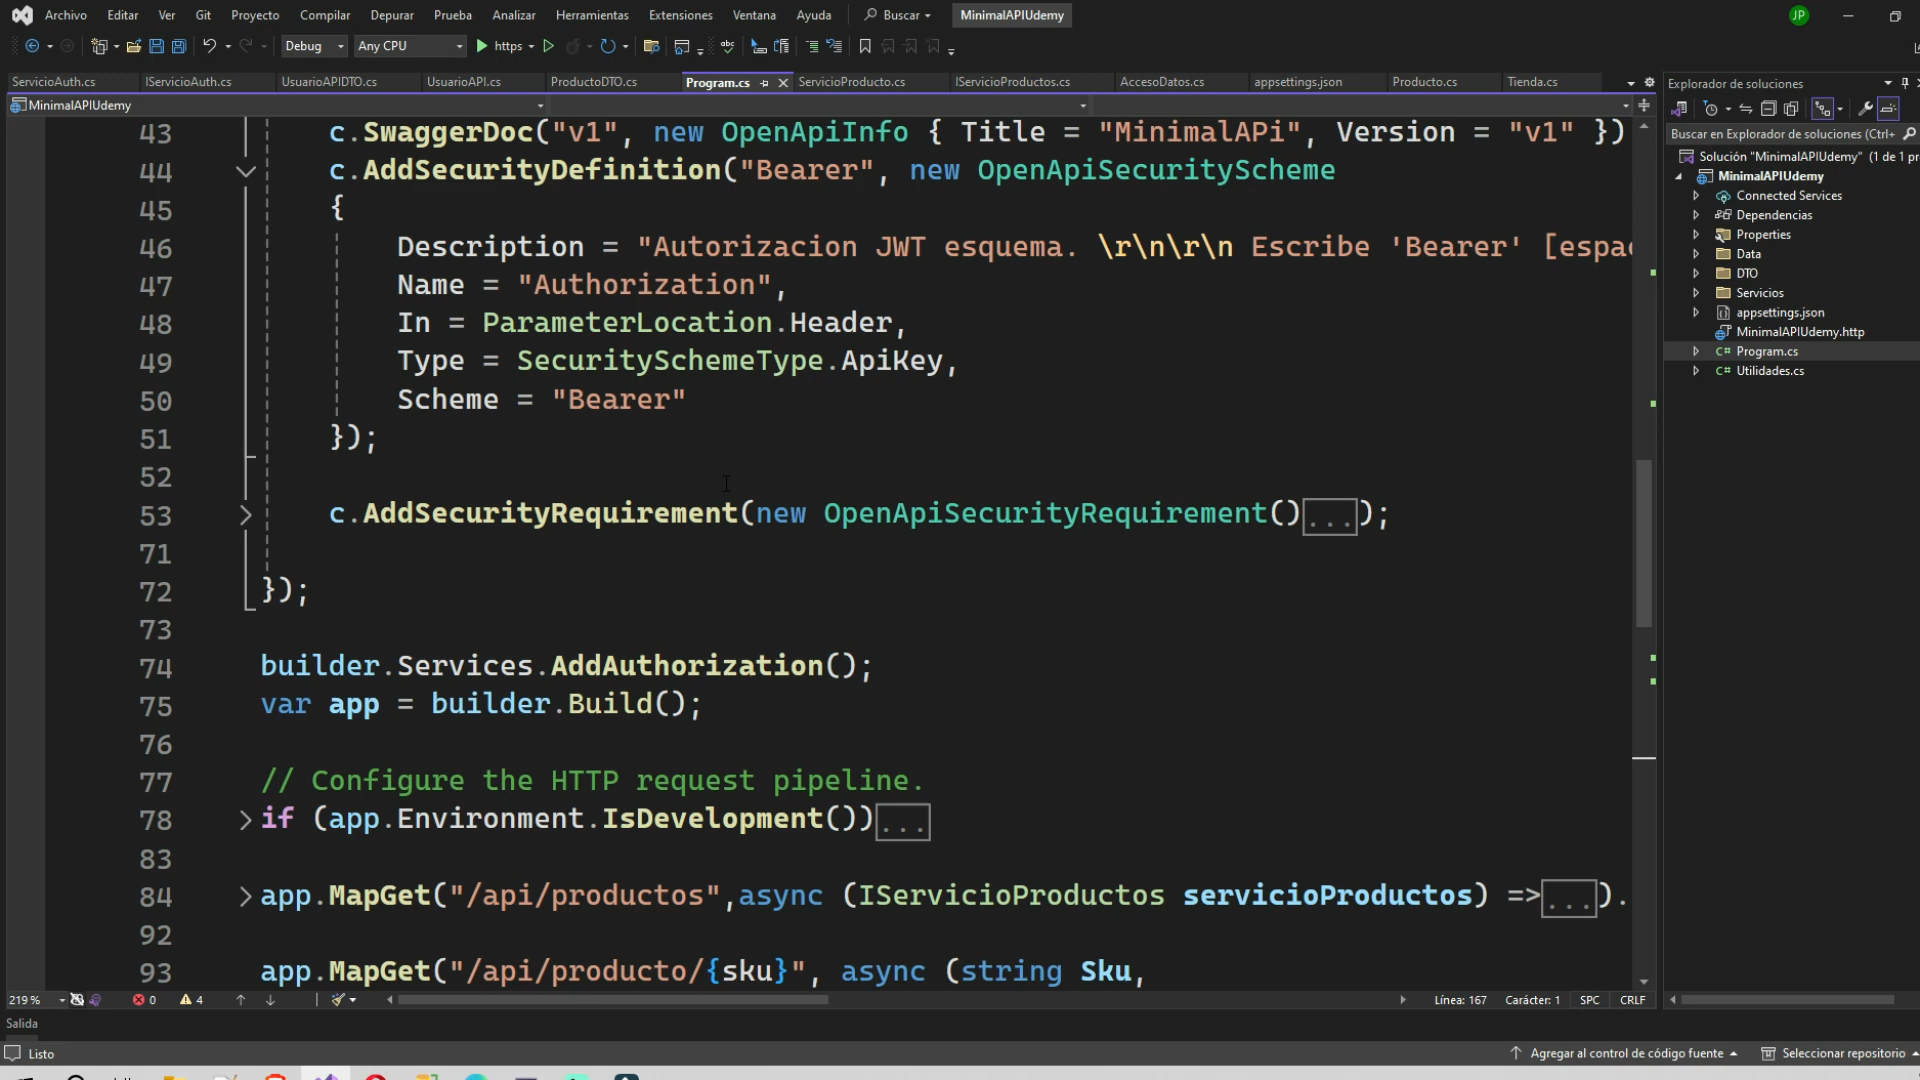 Archivo Editar Ver Git Proyecto Compilar Depurar Prueba Analizar Herramientas Extensiones Ventana Ayuda Buscar MinimalAPIUdemy JP
Debug Any CPU https
ServicioAuth.cs IServicioAuth.cs UsuarioAPIDTO.cs UsuarioAPI.cs ProductoDTO.cs Program.cs ServicioProducto.cs IServicioProductos.cs AccesoDatos.cs appsettings.json Producto.cs Tienda.cs
MinimalAPIUdemy
43 c.SwaggerDoc("v1", new OpenApiInfo { Title = "MinimalAPi", Version = "v1" })
44 c.AddSecurityDefinition("Bearer", new OpenApiSecurityScheme
45 {
46 Description = "Autorizacion JWT esquema. \r\n\r\n Escribe 'Bearer' [espa
47 Name = "Authorization",
48 In = ParameterLocation.Header,
49 Type = SecuritySchemeType.ApiKey,
50 Scheme = "Bearer"
51 });
52
53 c.AddSecurityRequirement(new OpenApiSecurityRequirement()...);
71
72 });
73
74 builder.Services.AddAuthorization();
75 var app = builder.Build();
76
77 // Configure the HTTP request pipeline.
78 if (app.Environment.IsDevelopment())...
83
84 app.MapGet("/api/productos",async (IServicioProductos servicioProductos) =>...).
92
93 app.MapGet("/api/producto/{sku}", async (string Sku,
219 % 0 4 Línea: 167 Carácter: 1 SPC CRLF
Salida
Listo Agregar al control de código fuente Seleccionar repositorio
Explorador de soluciones
Buscar en Explorador de soluciones (Ctrl+
Solución "MinimalAPIUdemy" (1 de 1 pr
MinimalAPIUdemy
Connected Services
Dependencias
Properties
Data
DTO
Servicios
appsettings.json
MinimalAPIUdemy.http
C# Program.cs
C# Utilidades.cs